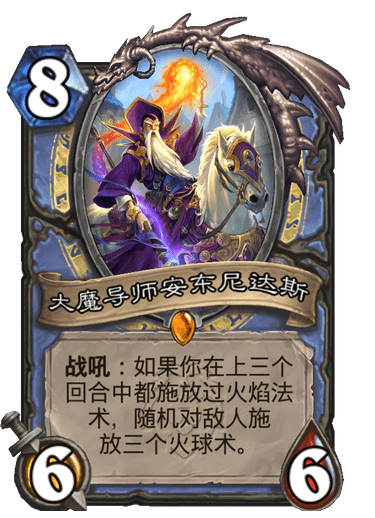 8
大魔导师安东尼达斯
战吼：如果你在上三个
回合中都施放过火焰法
术，随机对敌人施
放三个火球术。
6
6